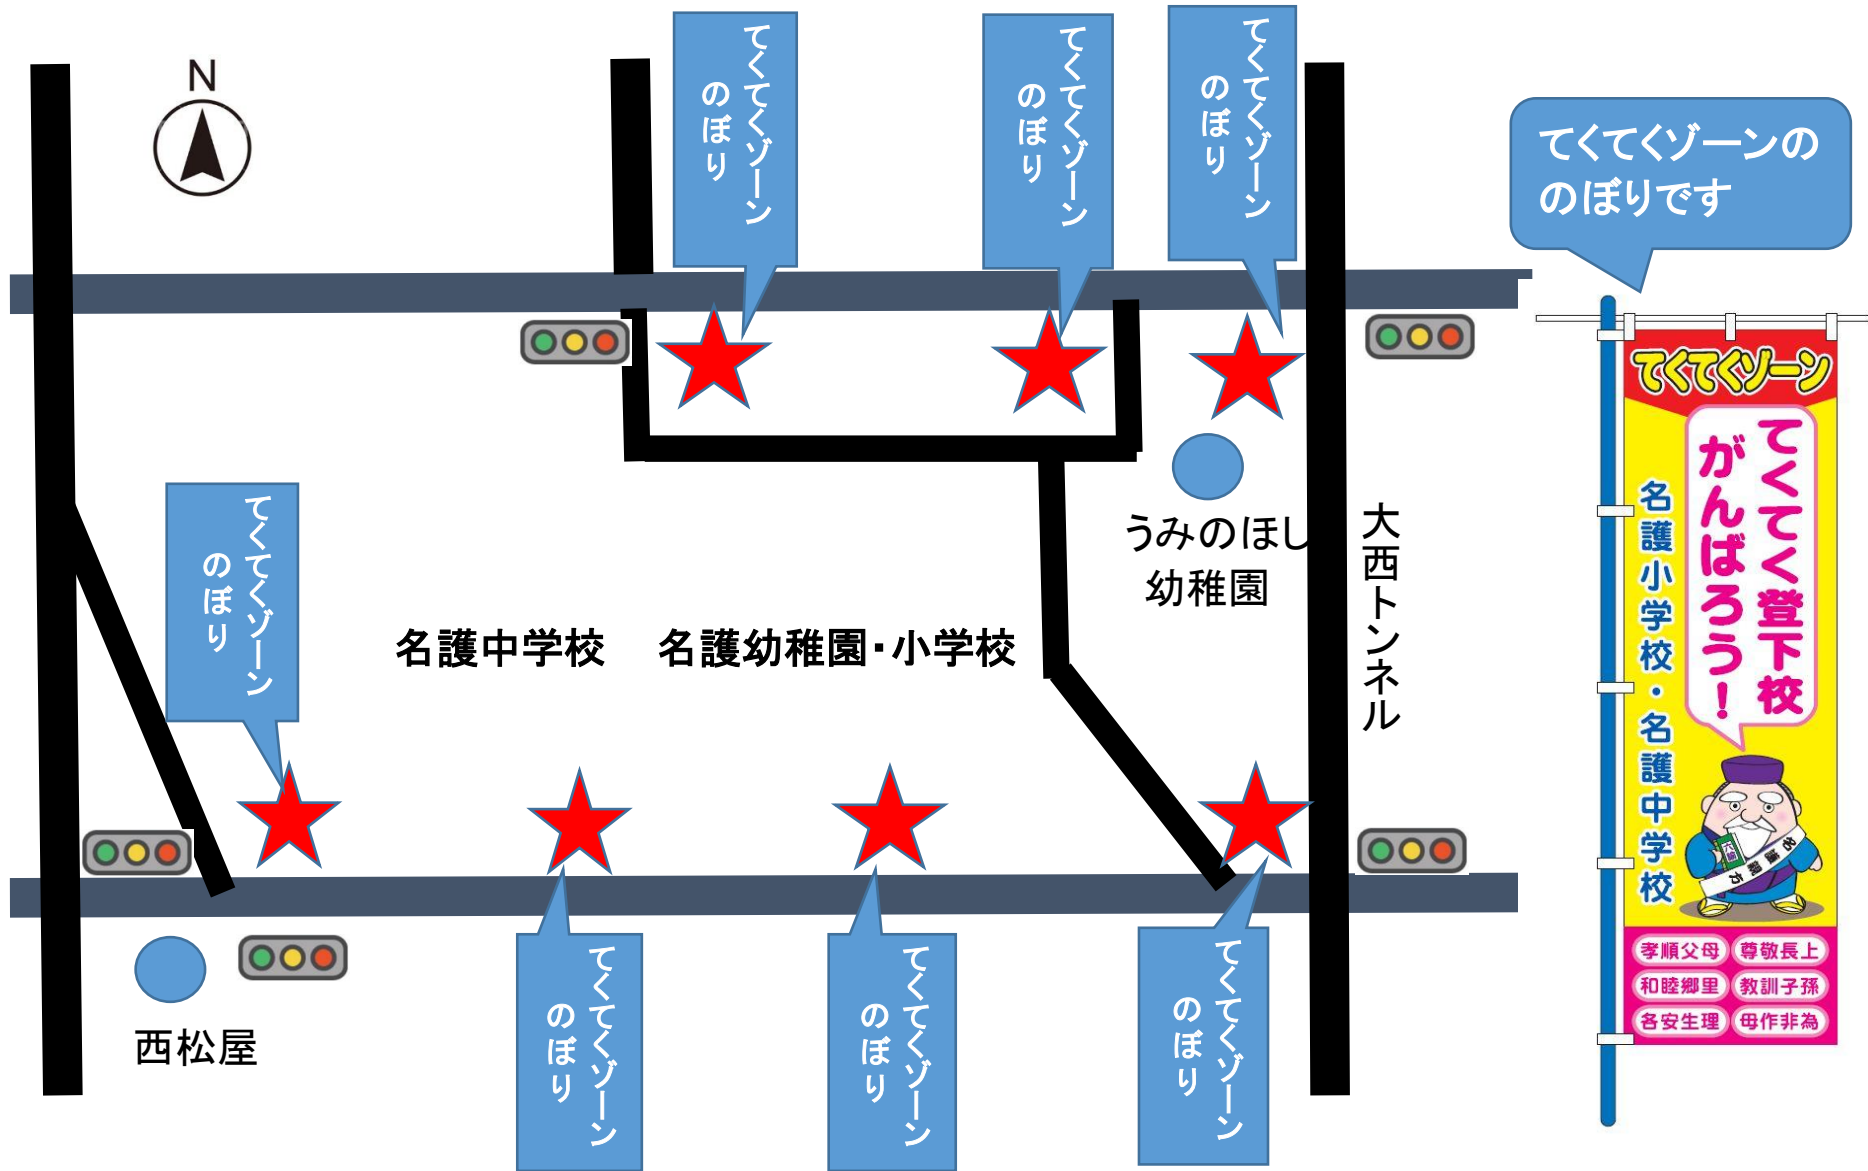 N
てくてくゾーン
のぼり
てくてくゾーン
のぼり
てくてくゾーン
のぼり
てくてくゾーンの
のぼりです
てくてくゾーン
のぼり
うみのほし
幼稚園
大西トンネル
名護中学校
名護幼稚園・小学校
西松屋
てくてくゾーン
のぼり
てくてくゾーン
のぼり
てくてくゾーン
のぼり
てくてくゾーン
てくてく登下校
がんばろう！
名護小学校・名護中学校
六諭
名護親方
孝順父母
尊敬長上
和睦郷里
教訓子孫
各安生理
母作非為